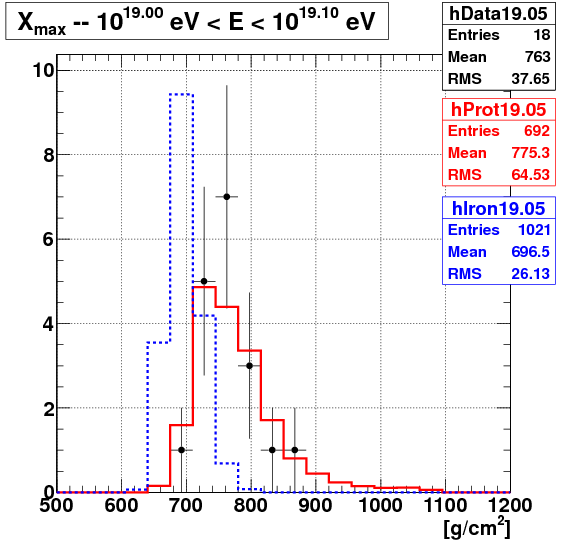 X_max -- 10^19.00 eV < E < 10^19.10 eV
hData19.05
Entries 18
Mean 763
RMS 37.65
hProt19.05
Entries 692
Mean 775.3
RMS 64.53
hIron19.05
Entries 1021
Mean 696.5
RMS 26.13
10
8
6
4
2
0
500 600 700 800 900 1000 1100 1200
[g/cm²]